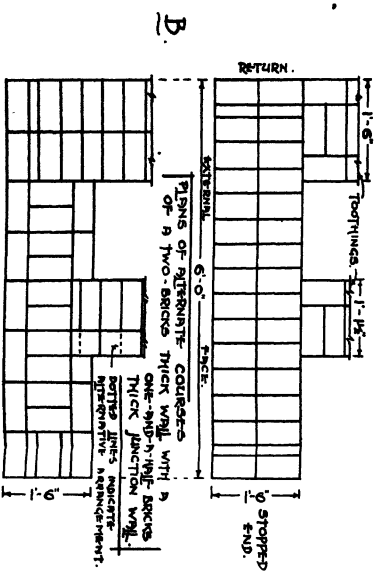 B.
RETURN.
1'-6"
TOOTHINGS.
1'-1½"
EXTERNAL
6'-0"
FACE.
1'-6"
STOPPED
END.
PLANS OF ALTERNATE COURSES
OF A TWO-BRICKS THICK WALL WITH A
ONE-AND-A-HALF BRICKS
THICK JUNCTION WALL.
DOTTED LINES INDICATE
ALTERNATIVE ARRANGEMENT.
1'-6"